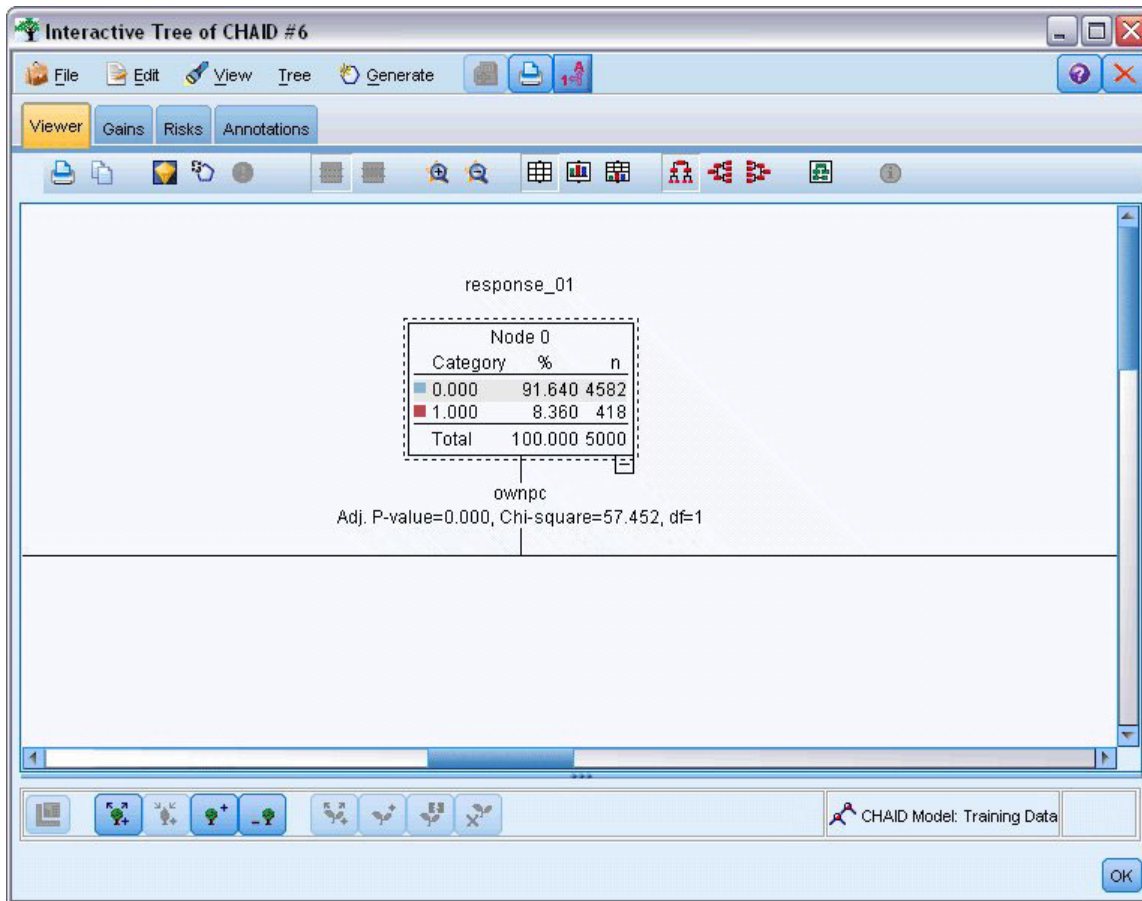 Interactive Tree of CHAID #6
File Edit View Tree Generate
Viewer Gains Risks Annotations
response_01
Node 0
Category % n
0.000 91.640 4582
1.000 8.360 418
Total 100.000 5000
ownpc
Adj. P-value=0.000, Chi-square=57.452, df=1
CHAID Model: Training Data
OK